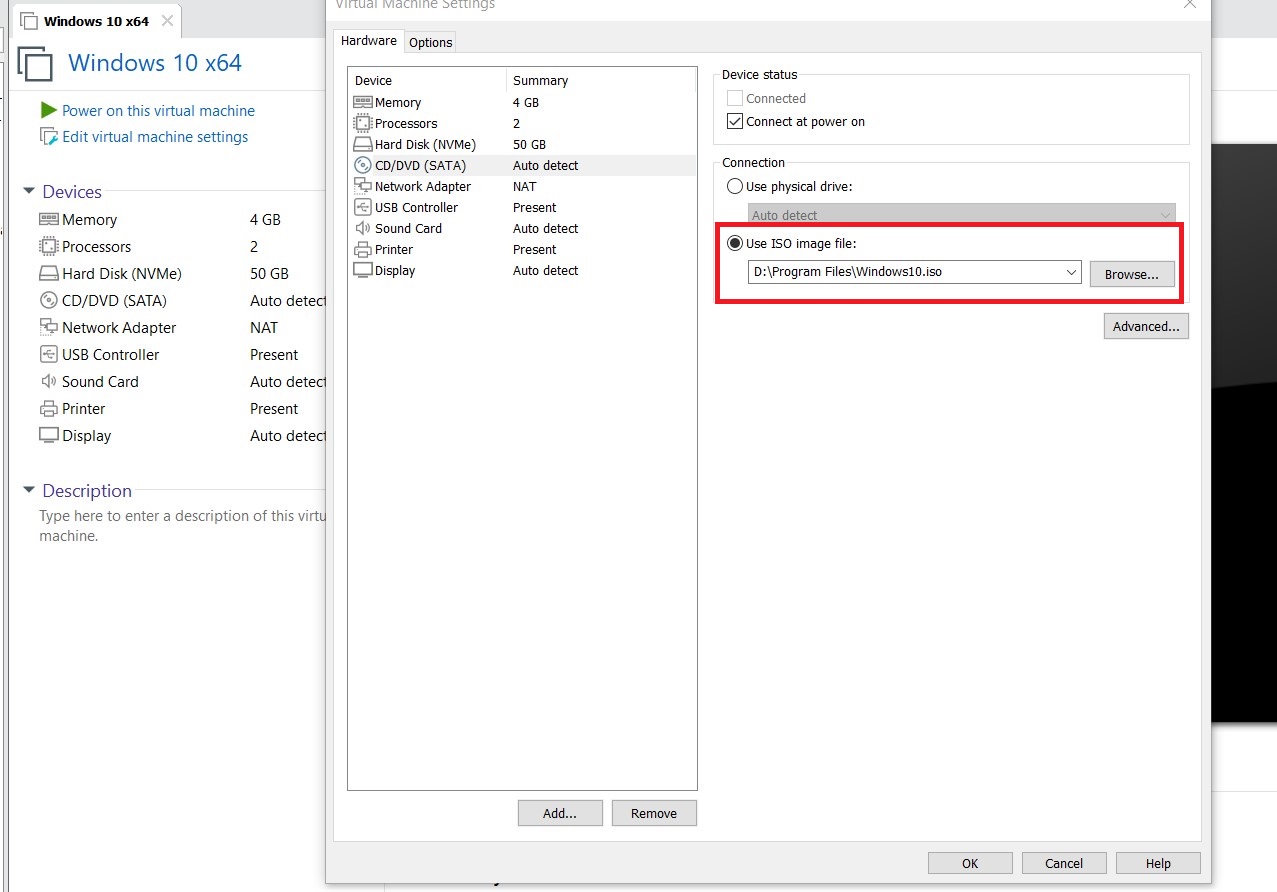 Windows 10 x64
Windows 10 x64
Power on this virtual machine
Edit virtual machine settings
Devices
Memory 4 GB
Processors 2
Hard Disk (NVMe) 50 GB
CD/DVD (SATA) Auto detect
Network Adapter NAT
USB Controller Present
Sound Card Auto detect
Printer Present
Display Auto detect
Description
Type here to enter a description of this virtu
machine.
Virtual Machine Settings
Hardware Options
Device Summary
Memory 4 GB
Processors 2
Hard Disk (NVMe) 50 GB
CD/DVD (SATA) Auto detect
Network Adapter NAT
USB Controller Present
Sound Card Auto detect
Printer Present
Display Auto detect
Add... Remove
Device status
Connected
Connect at power on
Connection
Use physical drive:
Auto detect
Use ISO image file:
D:\Program Files\Windows10.iso Browse...
Advanced...
OK Cancel Help